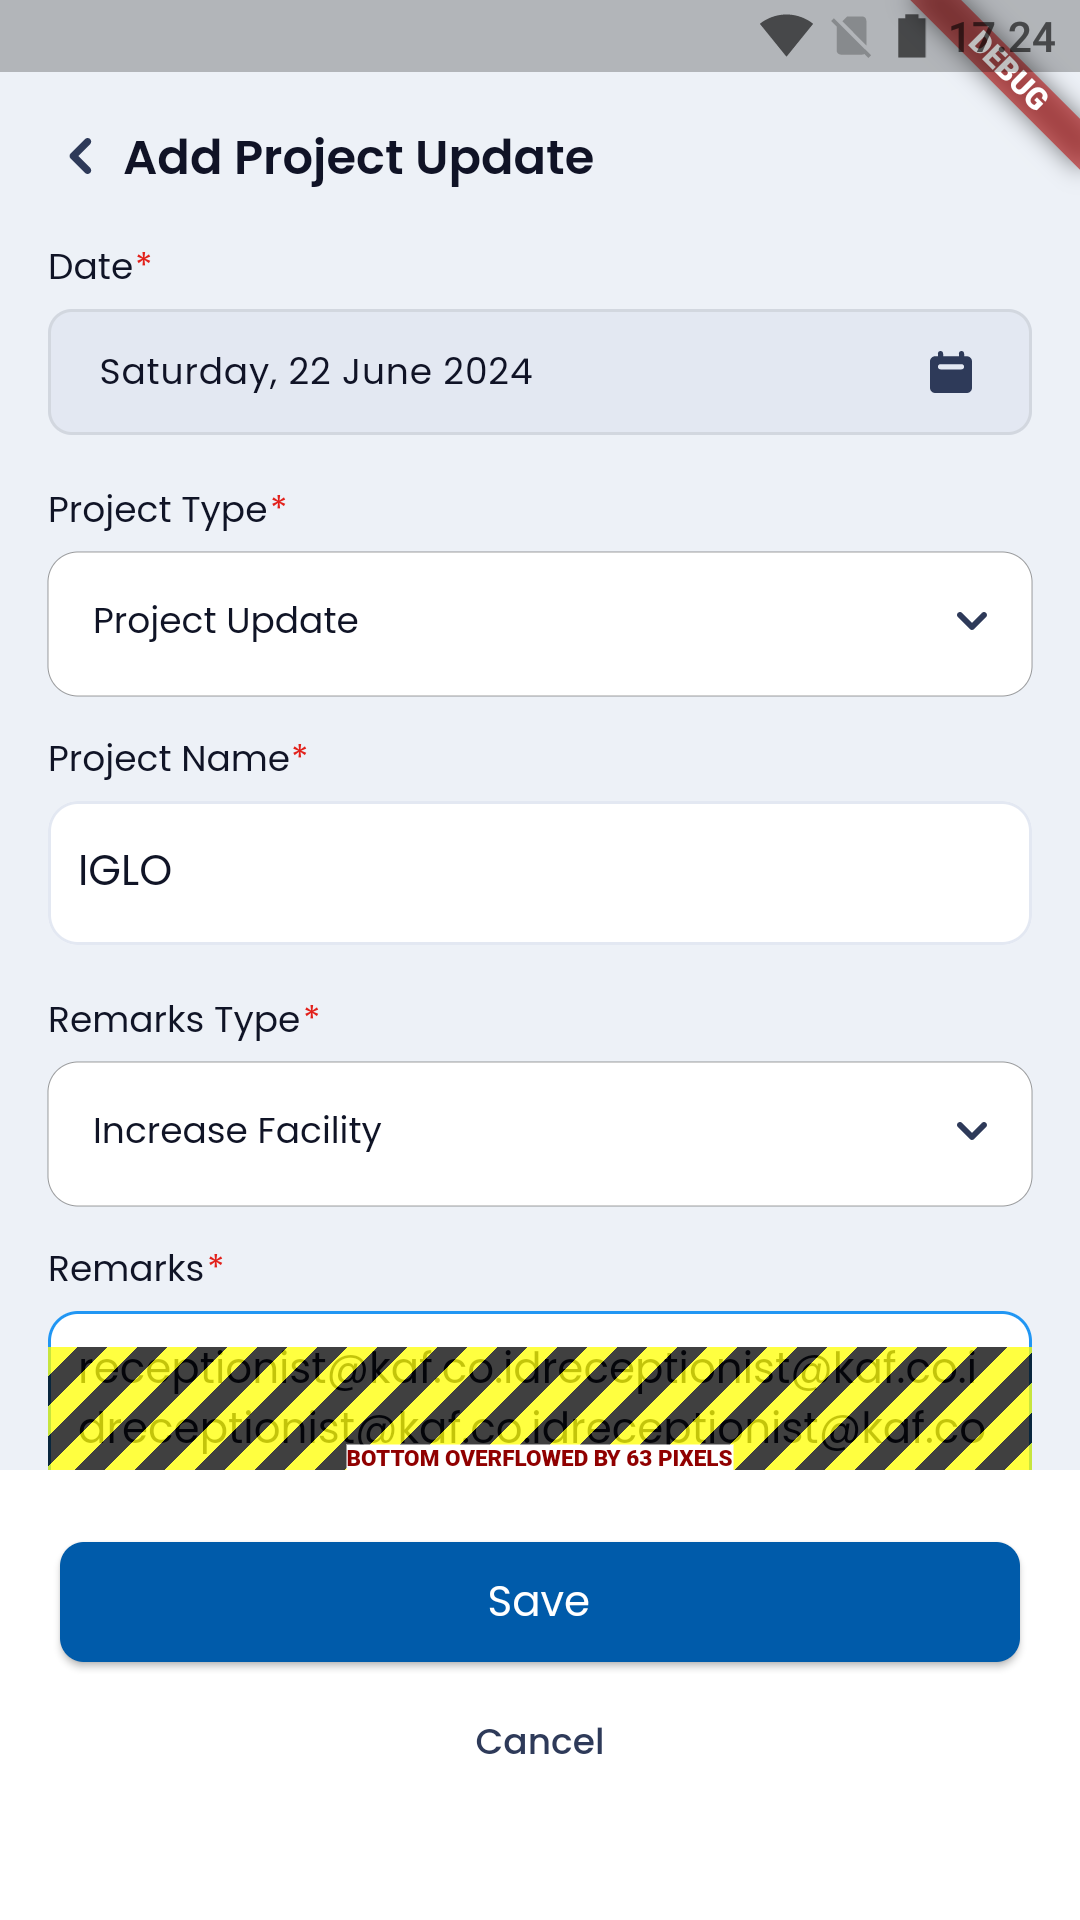 17.24
DEBUG
Add Project Update
Date*
Saturday, 22 June 2024
Project Type*
Project Update
Project Name*
IGLO
Remarks Type*
Increase Facility
Remarks*
receptionist@kaf.co.idreceptionist@kaf.co.i
dreceptionist@kaf.co.idreceptionist@kaf.co
BOTTOM OVERFLOWED BY 63 PIXELS
Save
Cancel